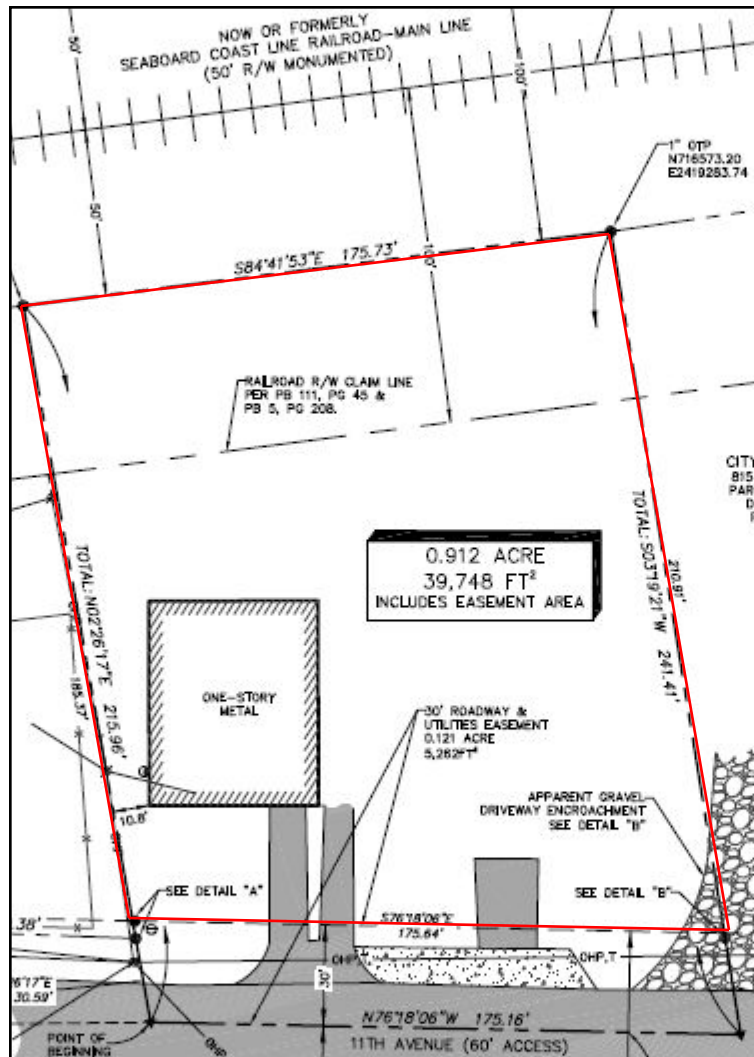 NOW OR FORMERLY
SEABOARD COAST LINE RAILROAD-MAIN LINE
(50' R/W MONUMENTED)
50'
100'
1" OTP
N716573.20
E2419283.74
50'
S84°41'53"E 175.73'
100'
RAILROAD R/W CLAIM LINE
PER PB 111, PG 45 &
PB 5, PG 208.
CITY
815
PAR
TOTAL: N02°26'17"E 215.96'
185.37'
0.912 ACRE
39,748 FT²
INCLUDES EASEMENT AREA
TOTAL: S03°19'21"W 241.41'
210.91'
ONE-STORY
METAL
30' ROADWAY &
UTILITIES EASEMENT
0.121 ACRE
5,262FT²
10.8'
APPARENT GRAVEL
DRIVEWAY ENCROACHMENT
SEE DETAIL "B"
SEE DETAIL "A"
SEE DETAIL "B"
.38'
S76°18'06"E
175.64'
OHP
OHP,T
26'17"E
30.59'
30'
N76°18'06"W 175.16'
POINT OF
BEGINNING
OHP
11TH AVENUE (60' ACCESS)